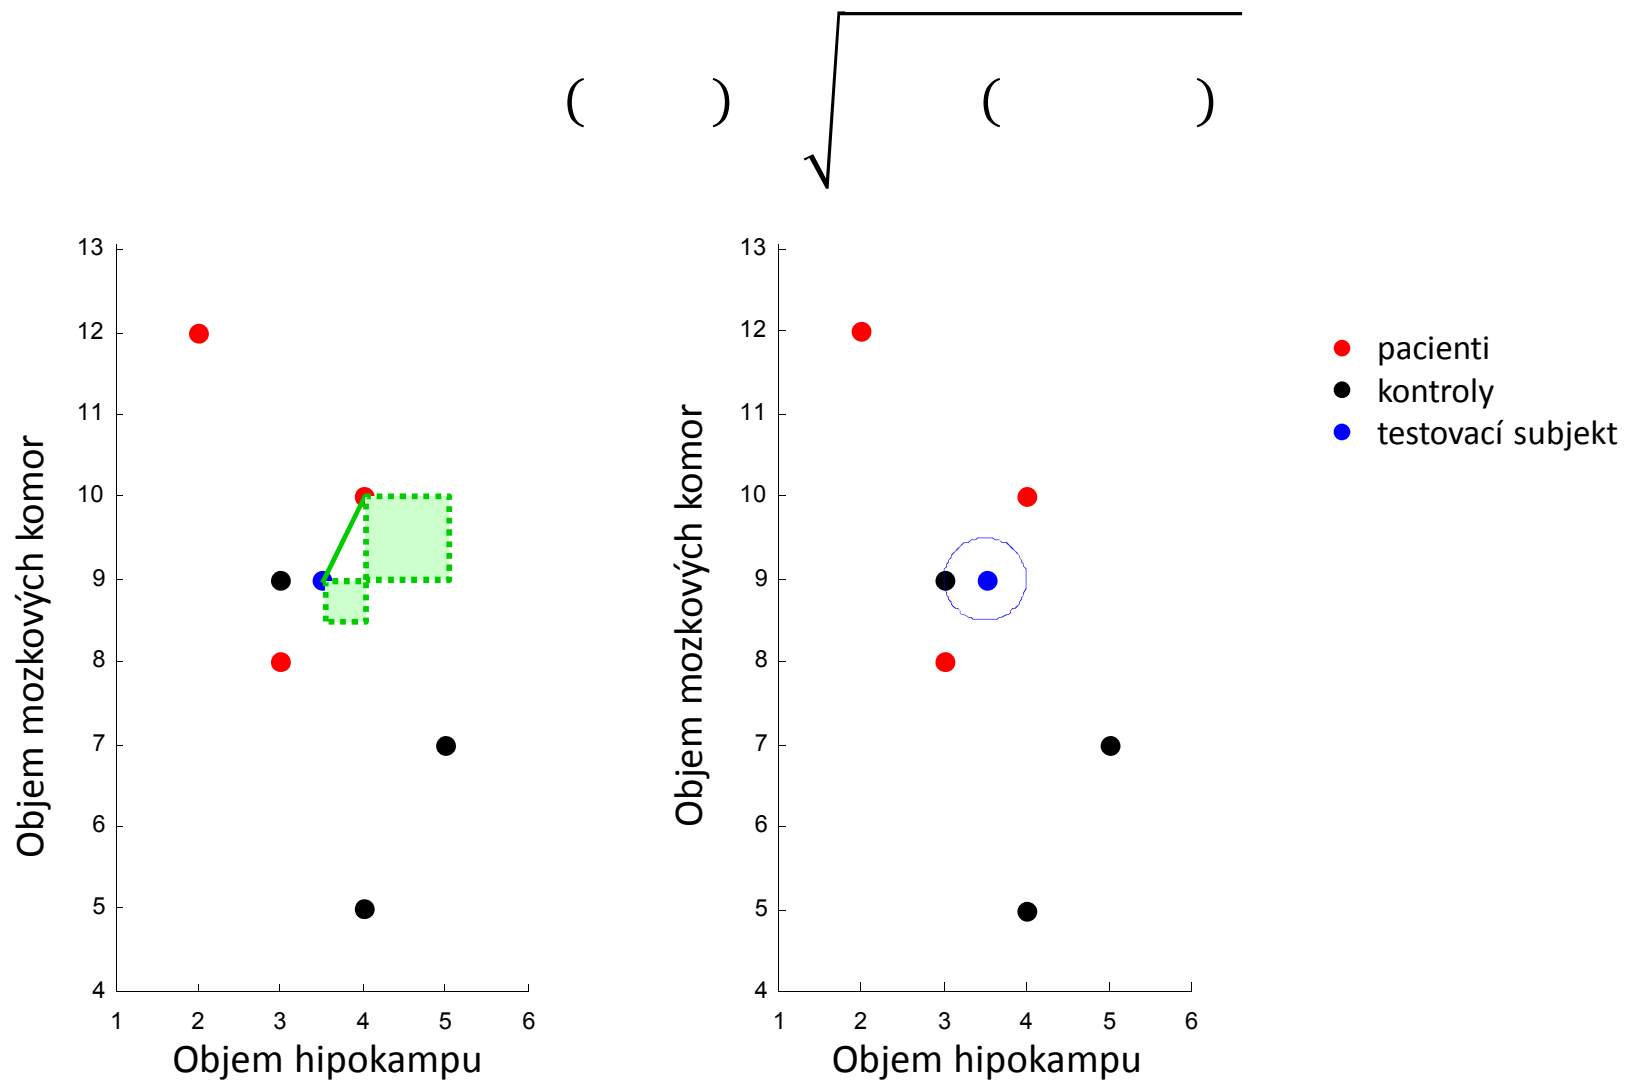 ( ) √ ( )
13
12
11
10
9
8
7
6
5
4
1 2 3 4 5 6
Objem mozkových komor
Objem hipokampu
13
12
11
10
9
8
7
6
5
4
1 2 3 4 5 6
Objem mozkových komor
Objem hipokampu
pacienti
kontroly
testovací subjekt